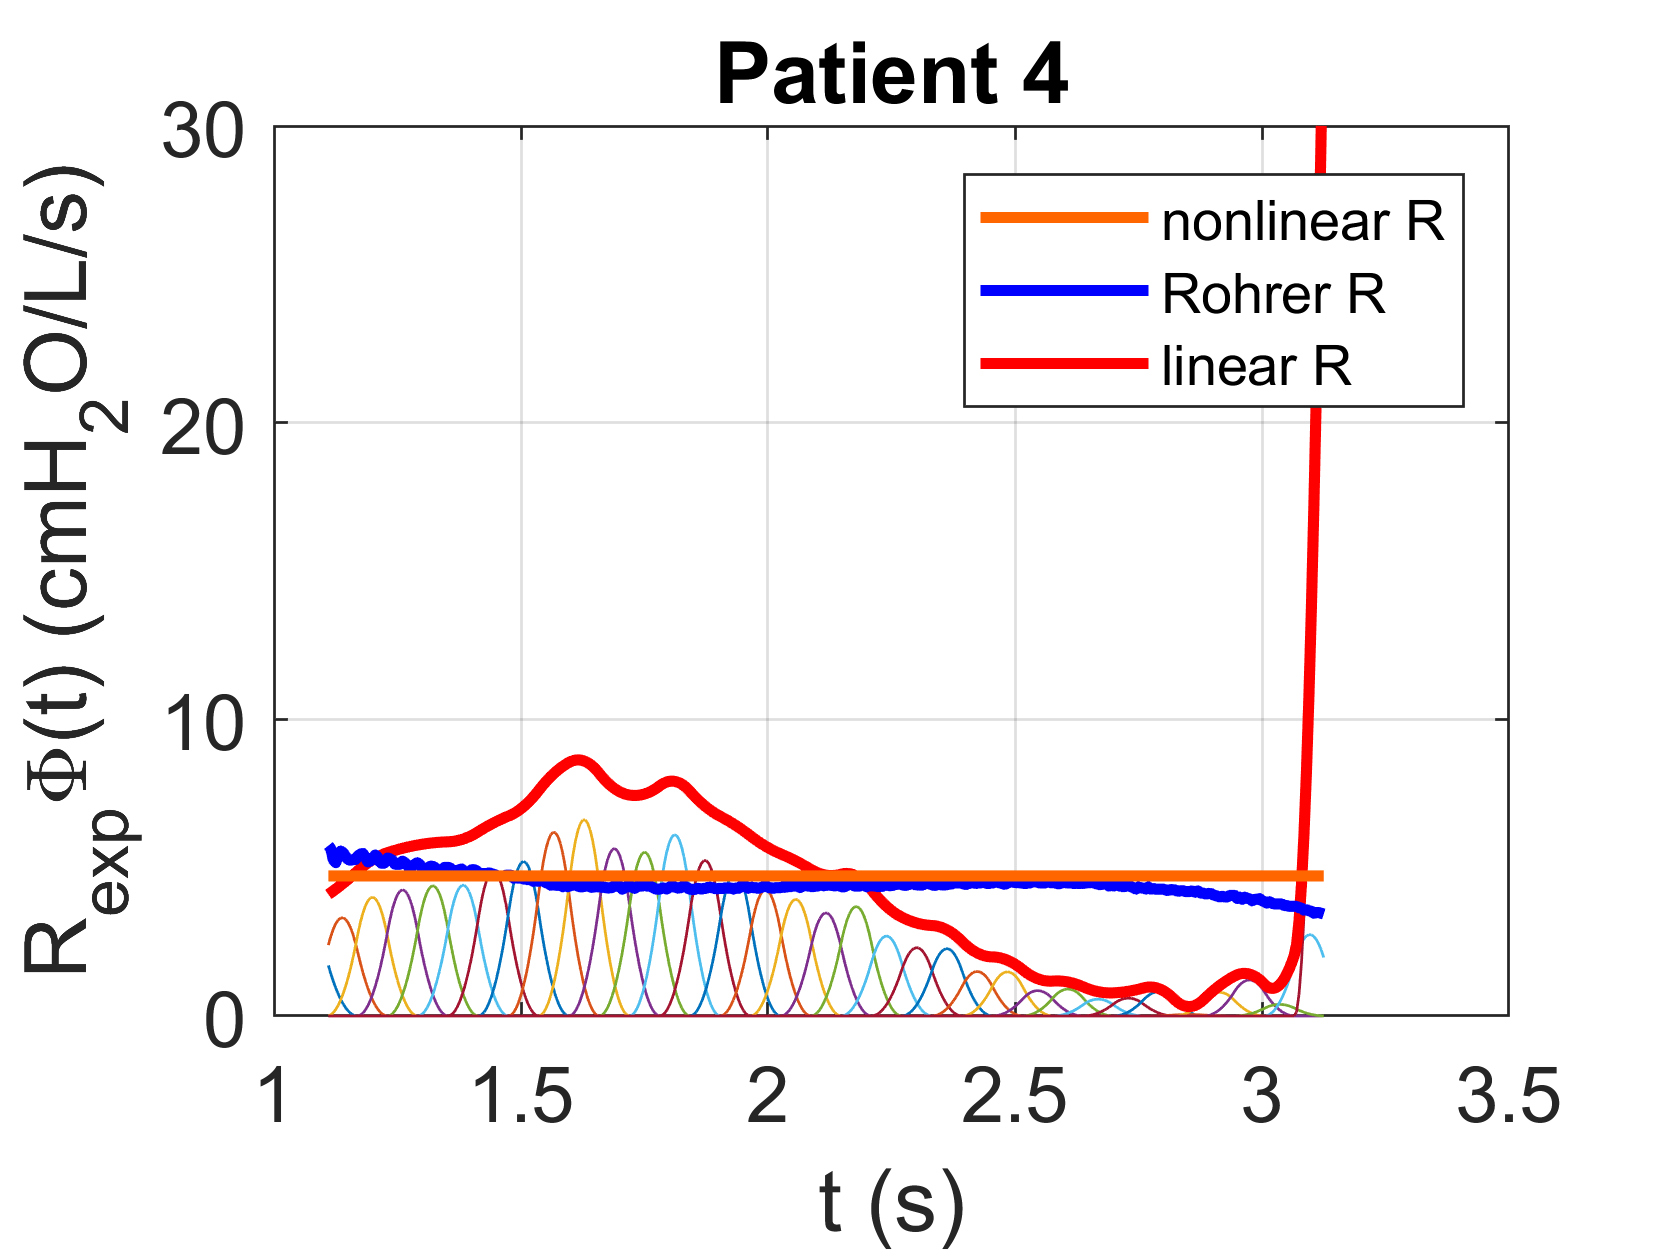 Patient 4
30
20
10
0
R_expΦ(t) (cmH_2O/L/s)
nonlinear R
Rohrer R
linear R
1 1.5 2 2.5 3 3.5
t (s)